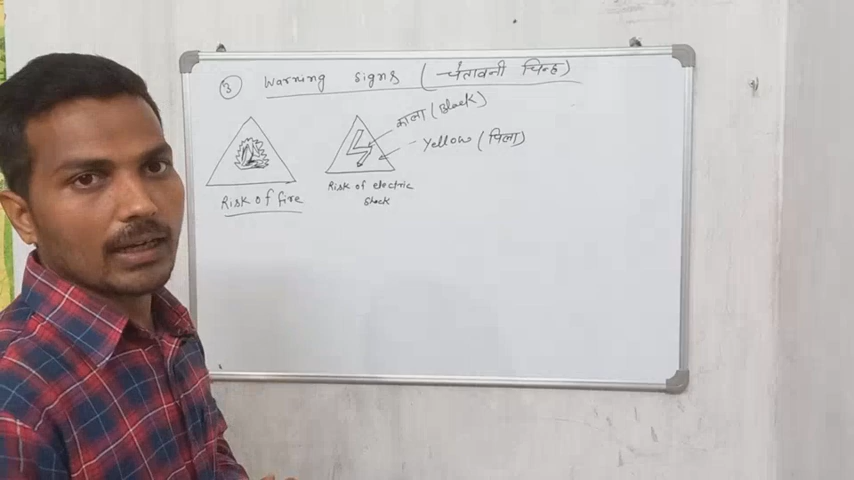 ③ Warning Signs (चेतावनी चिन्ह)
काला (Black)
Yellow (पिला)
Risk of fire
Risk of electric
Shock